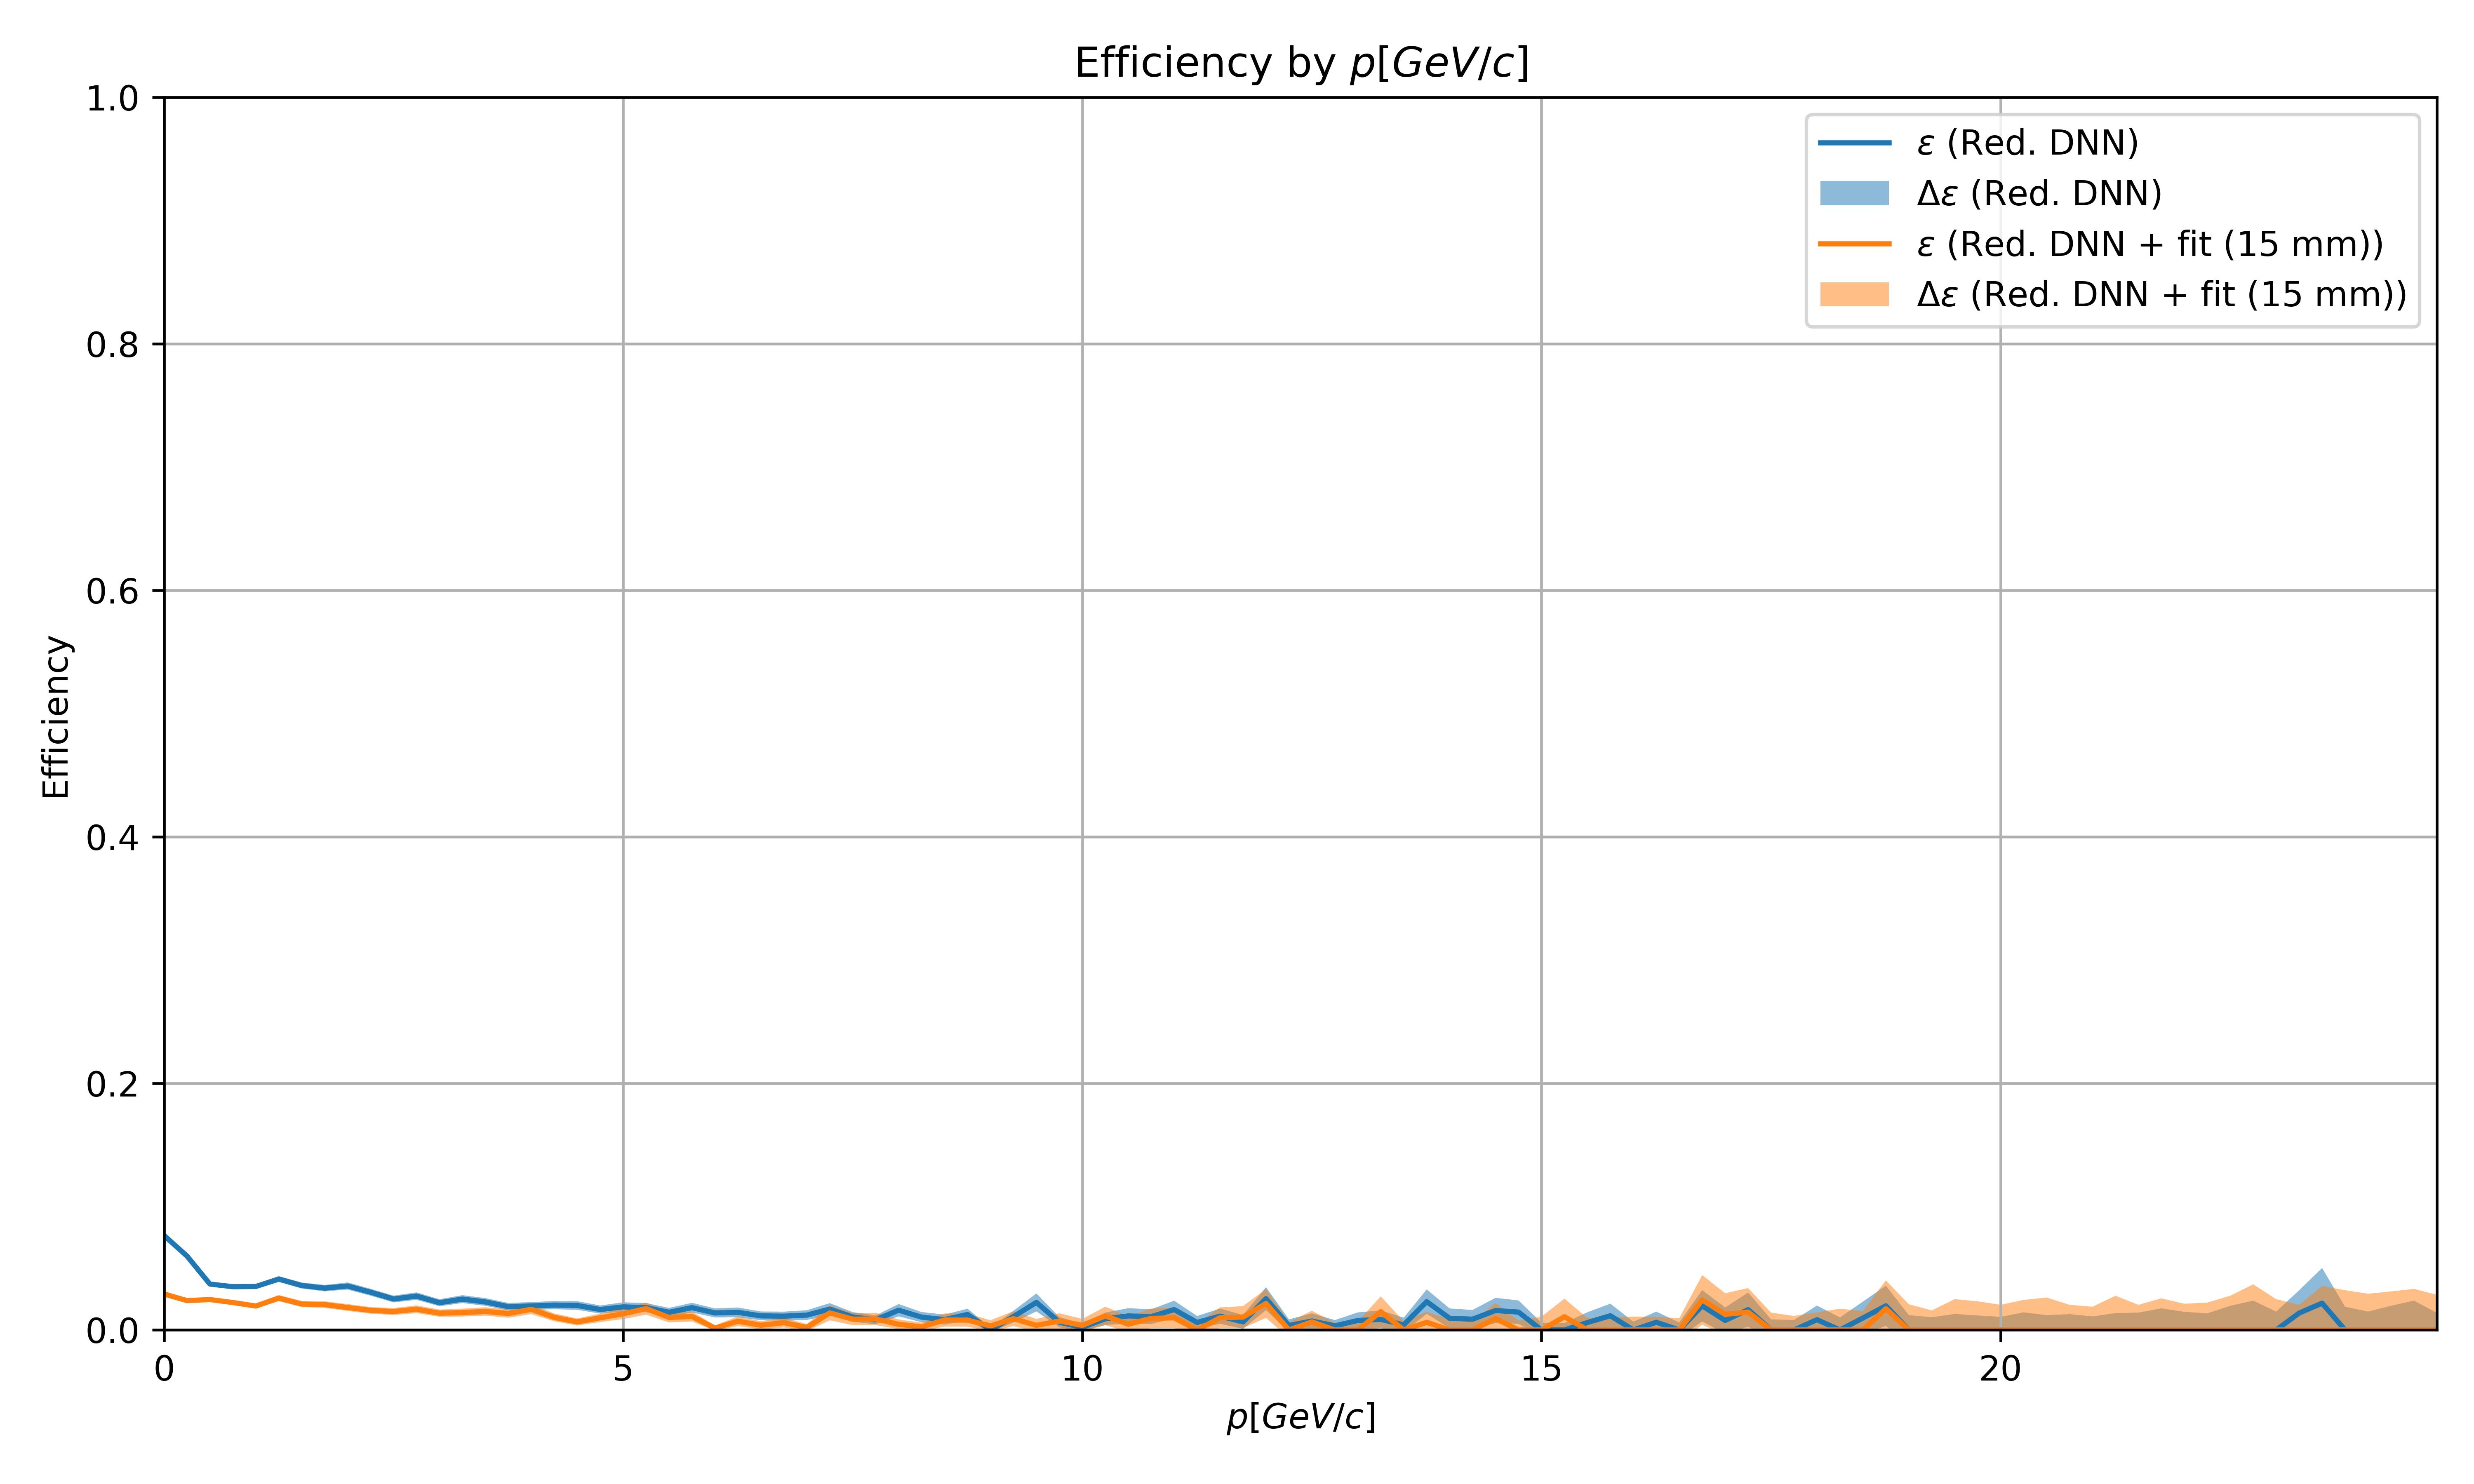 Efficiency by p[GeV/c]
1.0
0.8
0.6
0.4
0.2
0.0
Efficiency
ε (Red. DNN)
Δε (Red. DNN)
ε (Red. DNN + fit (15 mm))
Δε (Red. DNN + fit (15 mm))
0 5 10 15 20
p[GeV/c]